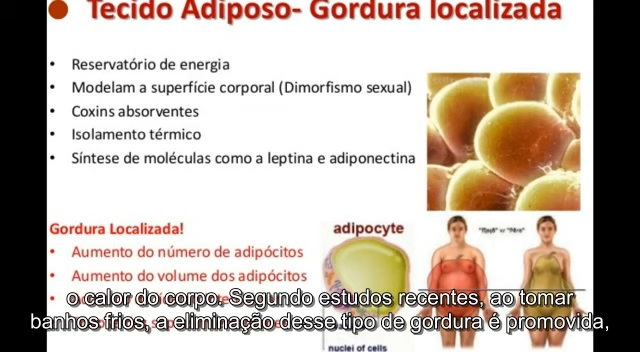 Tecido Adiposo- Gordura localizada
• Reservatório de energia
• Modelam a superfície corporal (Dimorfismo sexual)
• Coxins absorventes
• Isolamento térmico
• Síntese de moléculas como a leptina e adiponectina
Gordura Localizada!
• Aumento do número de adipócitos
• Aumento do volume dos adipócitos
adipocyte
nuclei of cells
o calor do corpo. Segundo estudos recentes, ao tomar
banhos frios, a eliminação desse tipo de gordura é promovida,